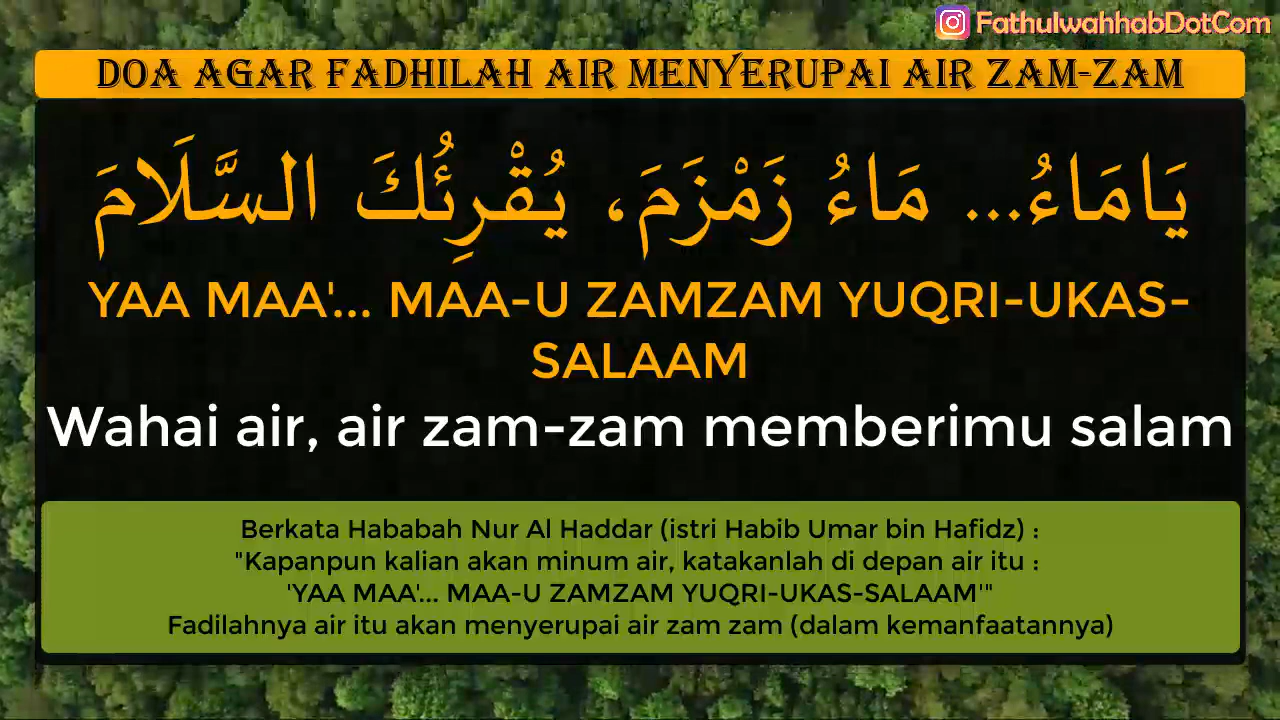 FathulwahhabDotCom
DOA AGAR FADHILAH AIR MENYERUPAI AIR ZAM-ZAM
يَامَاءُ... مَاءُ زَمْزَمَ، يُقْرِئُكَ السَّلَامَ
YAA MAA'... MAA-U ZAMZAM YUQRI-UKAS-
SALAAM
Wahai air, air zam-zam memberimu salam
Berkata Hababah Nur Al Haddar (istri Habib Umar bin Hafidz) :
"Kapanpun kalian akan minum air, katakanlah di depan air itu :
'YAA MAA'... MAA-U ZAMZAM YUQRI-UKAS-SALAAM'"
Fadilahnya air itu akan menyerupai air zam zam (dalam kemanfaatannya)